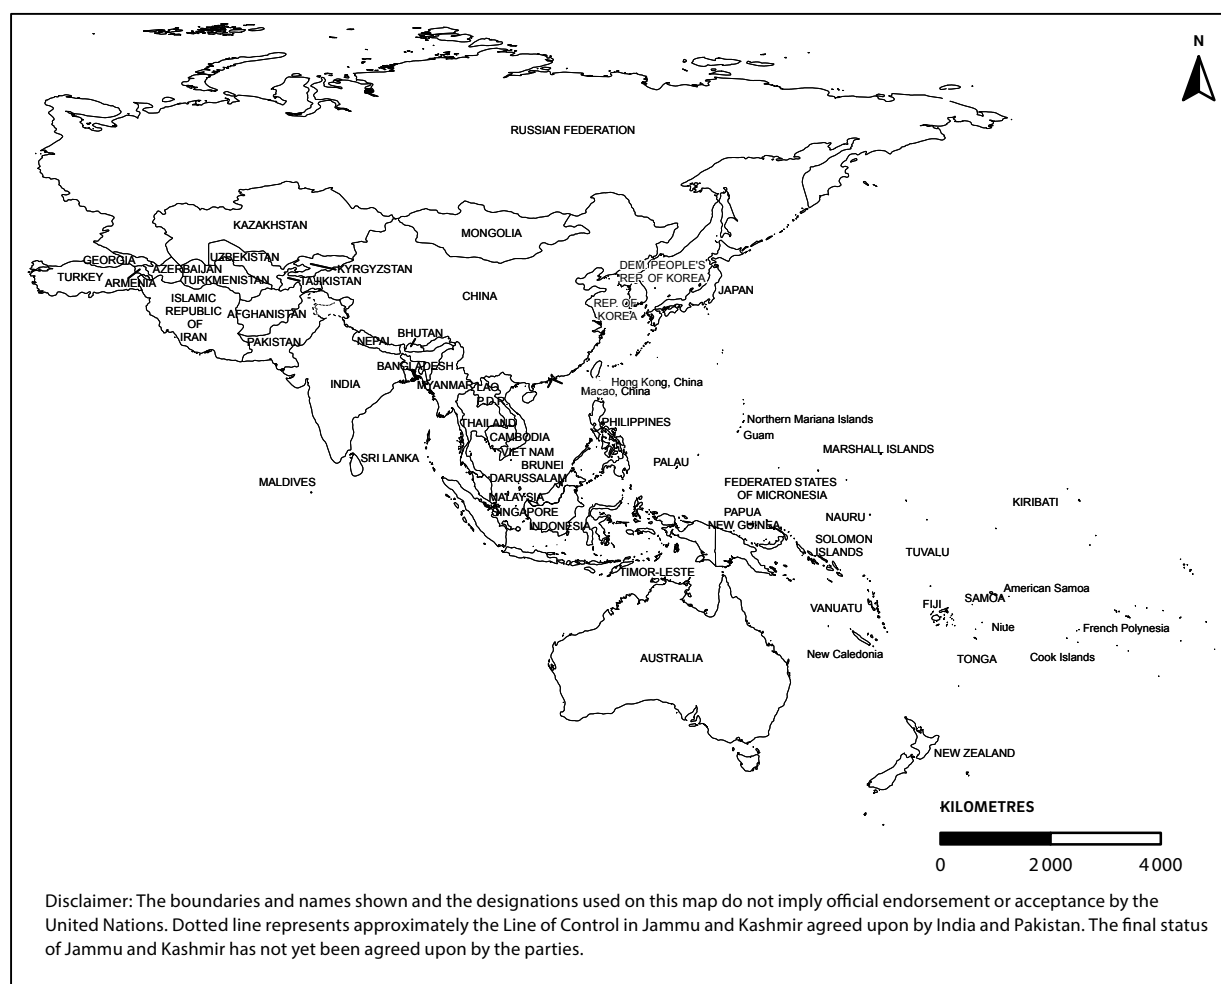 N
RUSSIAN FEDERATION
KAZAKHSTAN
MONGOLIA
GEORGIA
UZBEKISTAN
AZERBAIJAN
KYRGYZSTAN
DEM. PEOPLE'S
REP. OF KOREA
TURKEY
ARMENIA
TURKMENISTAN
TAJIKISTAN
CHINA
JAPAN
ISLAMIC
REPUBLIC
OF
IRAN
AFGHANISTAN
REP. OF
KOREA
PAKISTAN
NEPAL
BHUTAN
BANGLADESH
INDIA
MYANMAR
LAO
P.D.R.
Hong Kong, China
Macao, China
THAILAND
PHILIPPINES
Northern Mariana Islands
Guam
CAMBODIA
VIET NAM
MARSHALL ISLANDS
SRI LANKA
BRUNEI
DARUSSALAM
PALAU
MALDIVES
FEDERATED STATES
OF MICRONESIA
MALAYSIA
SINGAPORE
INDONESIA
PAPUA
NEW GUINEA
NAURU
KIRIBATI
SOLOMON
ISLANDS
TUVALU
TIMOR-LESTE
American Samoa
SAMOA
VANUATU
FIJI
Niue
French Polynesia
New Caledonia
TONGA
Cook Islands
AUSTRALIA
NEW ZEALAND
KILOMETRES
0 2 000 4 000
Disclaimer: The boundaries and names shown and the designations used on this map do not imply official endorsement or acceptance by the
United Nations. Dotted line represents approximately the Line of Control in Jammu and Kashmir agreed upon by India and Pakistan. The final status
of Jammu and Kashmir has not yet been agreed upon by the parties.